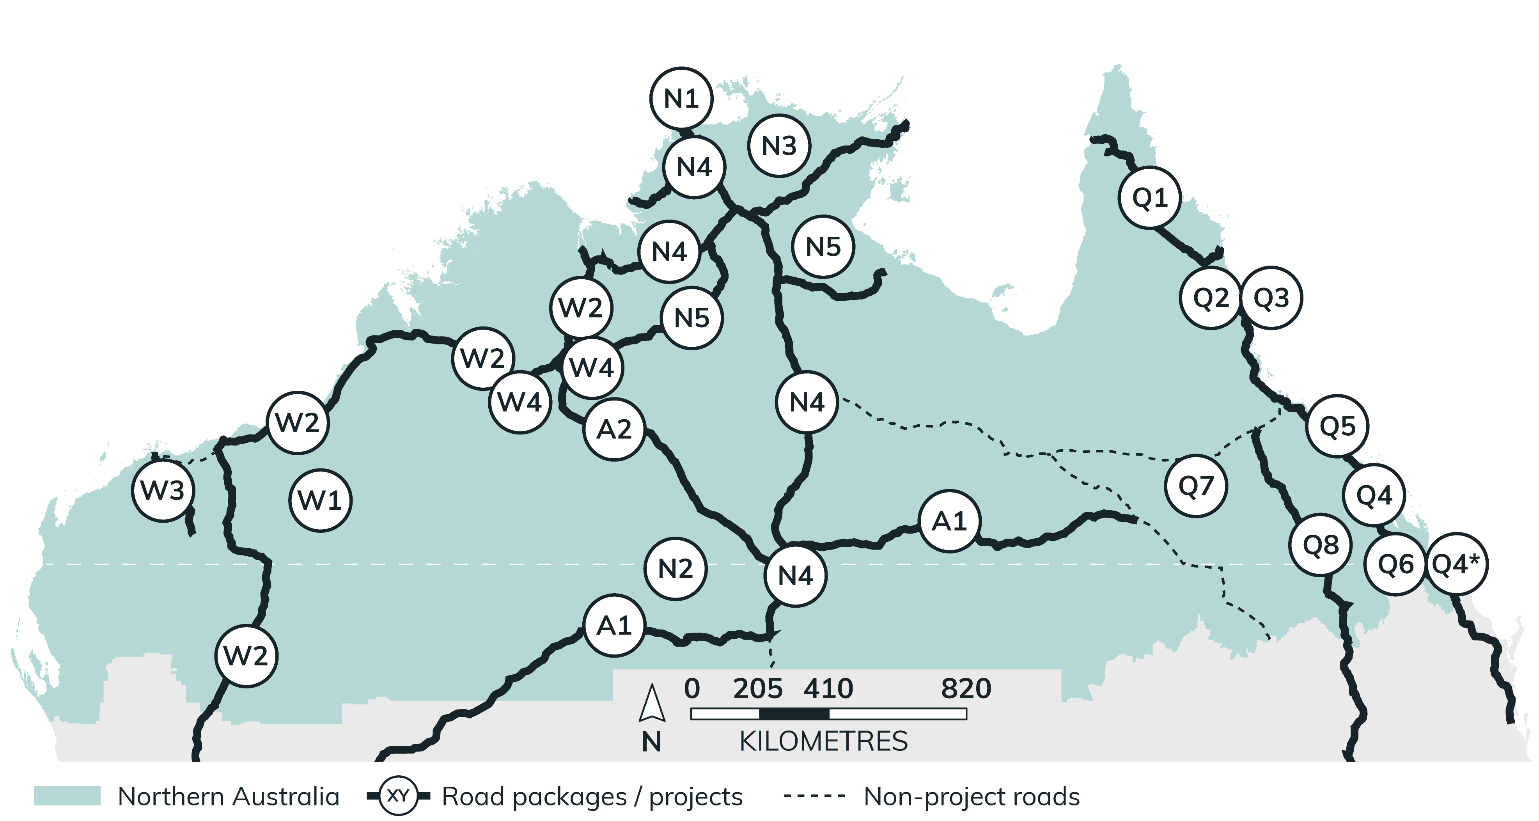 N1
N3
N4
Q1
N5
N4
W2
Q2
Q3
N5
W2
W4
W4
N4
W2
A2
Q5
W3
W1
Q7
Q4
A1
Q8
N2
N4
Q6
Q4*
A1
W2
0 205 410 820
N
KILOMETRES
Northern Australia
XY
Road packages / projects
Non-project roads